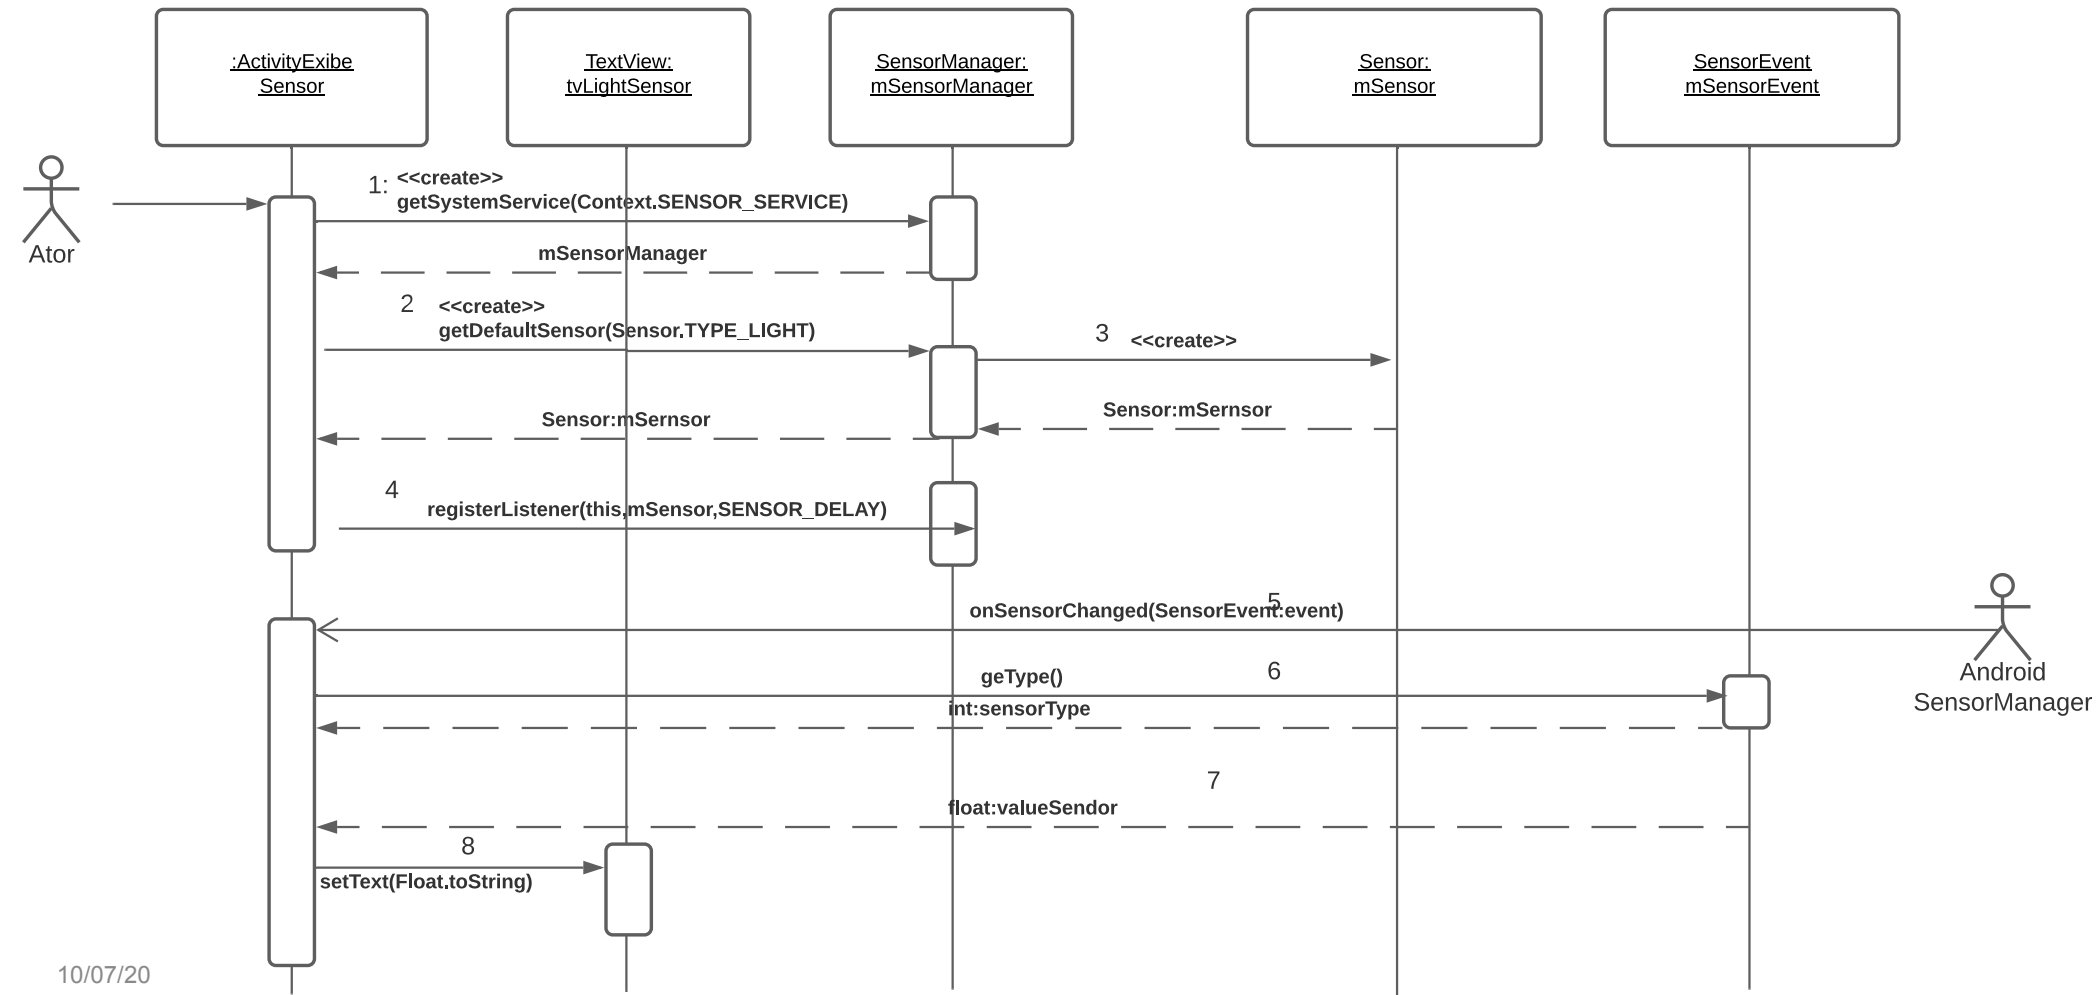 :ActivityExibe
Sensor
TextView:
tvLightSensor
SensorManager:
mSensorManager
Sensor:
mSensor
SensorEvent
mSensorEvent
Ator
1:
<<create>>
getSystemService(Context.SENSOR_SERVICE)
mSensorManager
2
<<create>>
getDefaultSensor(Sensor.TYPE_LIGHT)
3
<<create>>
Sensor:mSernsor
Sensor:mSernsor
4
registerListener(this,mSensor,SENSOR_DELAY)
5
onSensorChanged(SensorEvent:event)
Android
SensorManager
6
geType()
int:sensorType
7
float:valueSendor
8
setText(Float.toString)
10/07/20